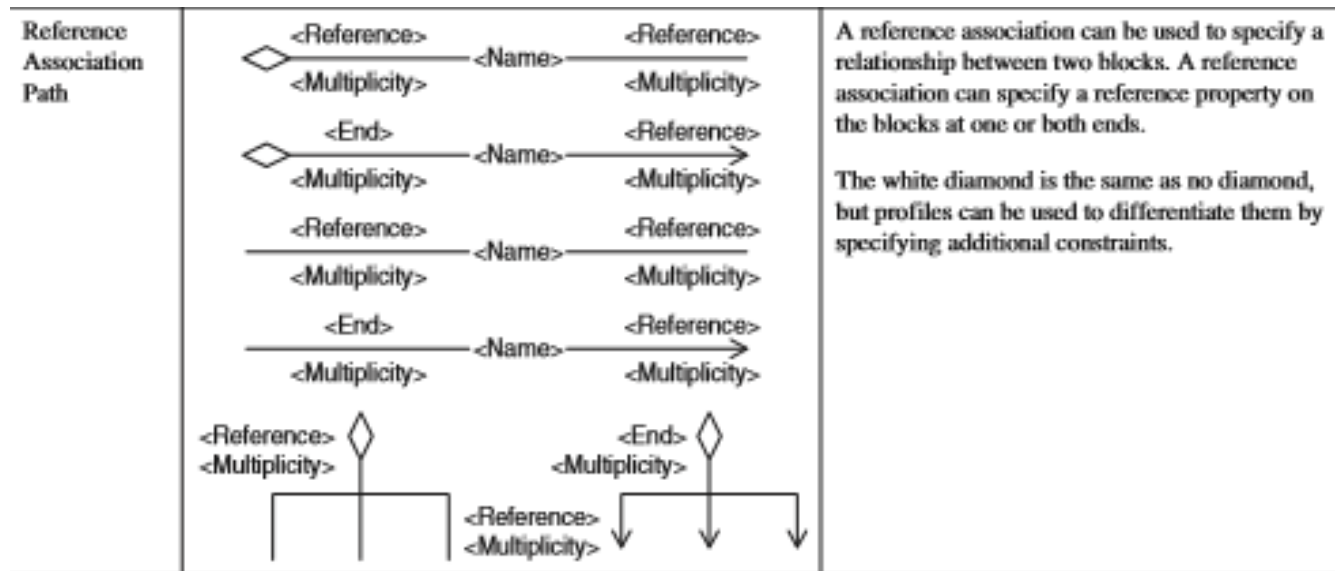 Reference
Association
Path
<Reference> <Reference>
<Name>
<Multiplicity> <Multiplicity>
<End> <Reference>
<Name>
<Multiplicity> <Multiplicity>
<Reference> <Reference>
<Name>
<Multiplicity> <Multiplicity>
<End> <Reference>
<Name>
<Multiplicity> <Multiplicity>
<Reference>
<Multiplicity>
<End>
<Multiplicity>
<Reference>
<Multiplicity>
A reference association can be used to specify a
relationship between two blocks. A reference
association can specify a reference property on
the blocks at one or both ends.
The white diamond is the same as no diamond,
but profiles can be used to differentiate them by
specifying additional constraints.